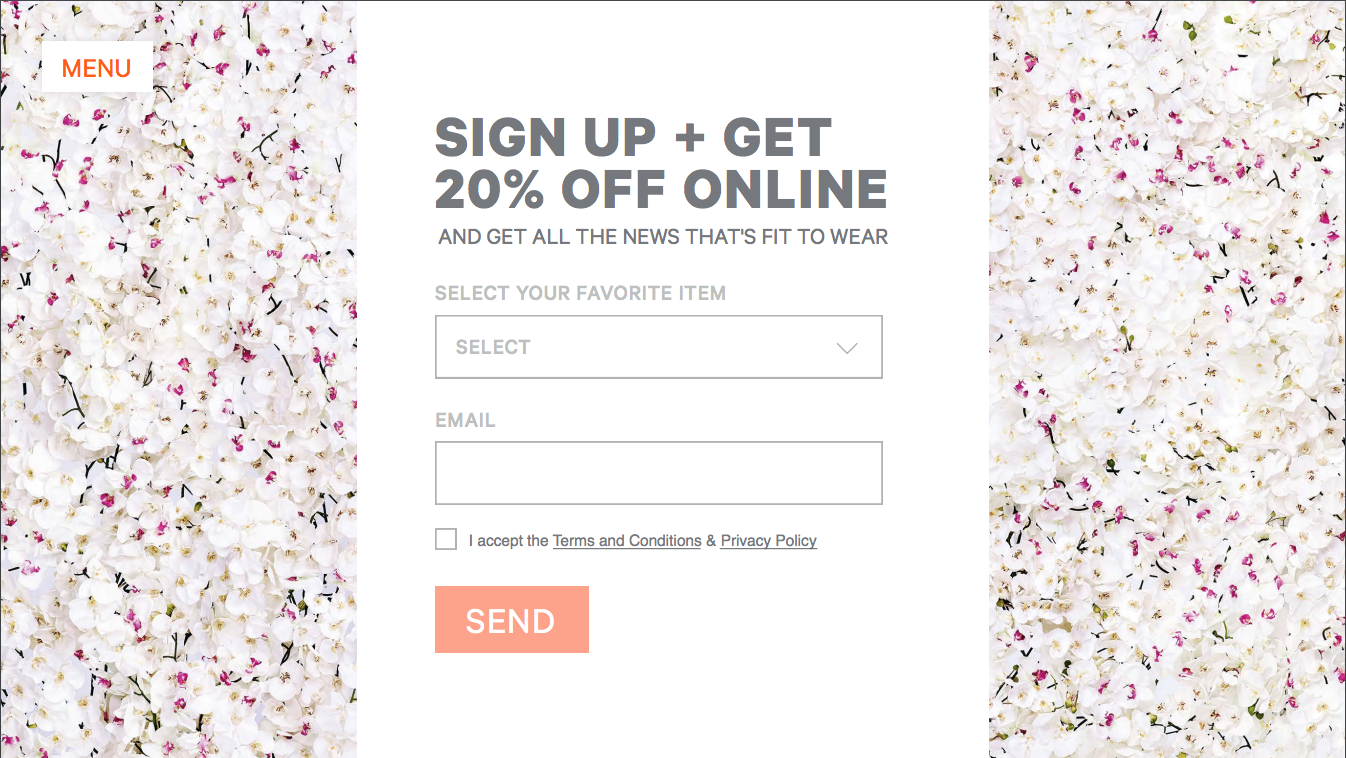 MENU
SIGN UP + GET
20% OFF ONLINE
AND GET ALL THE NEWS THAT'S FIT TO WEAR
SELECT YOUR FAVORITE ITEM
SELECT
EMAIL
I accept the Terms and Conditions & Privacy Policy
SEND